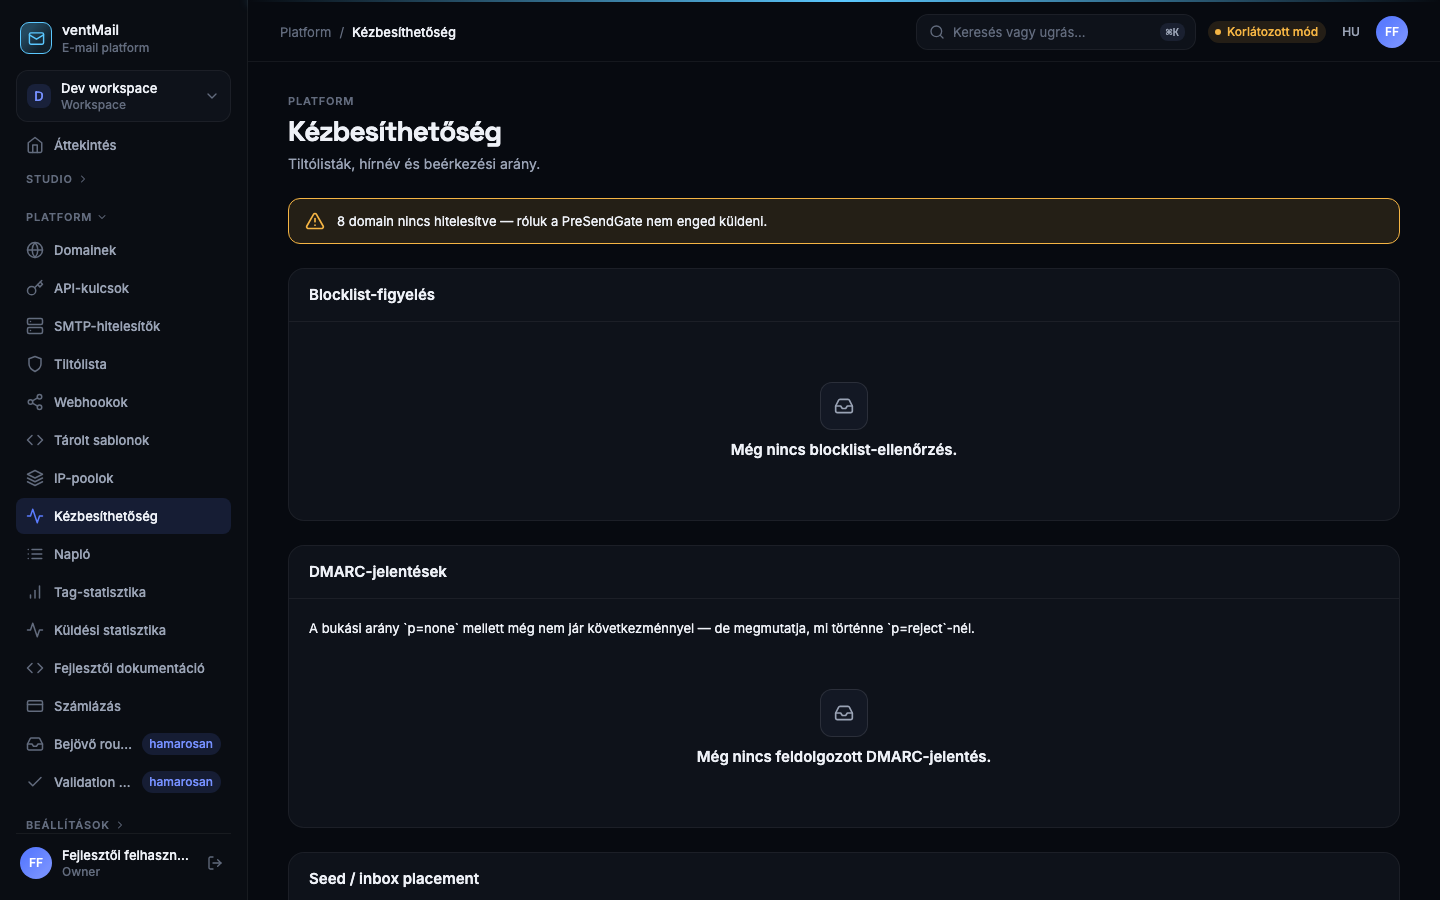 ventMail
E-mail platform
D
Dev workspace
Workspace
Áttekintés
STUDIO
PLATFORM
Domainek
API-kulcsok
SMTP-hitelesítők
Tiltólista
Webhookok
Tárolt sablonok
IP-poolok
Kézbesíthetőség
Napló
Tag-statisztika
Küldési statisztika
Fejlesztői dokumentáció
Számlázás
Bejövő rou... hamarosan
Validation ... hamarosan
BEÁLLÍTÁSOK
FF
Fejlesztői felhaszn...
Owner
Platform / Kézbesíthetőség
Keresés vagy ugrás... ⌘K
Korlátozott mód
HU
FF
PLATFORM
Kézbesíthetőség
Tiltólisták, hírnév és beérkezési arány.
8 domain nincs hitelesítve — róluk a PreSendGate nem enged küldeni.
Blocklist-figyelés
Még nincs blocklist-ellenőrzés.
DMARC-jelentések
A bukási arány `p=none` mellett még nem jár következménnyel — de megmutatja, mi történne `p=reject`-nél.
Még nincs feldolgozott DMARC-jelentés.
Seed / inbox placement